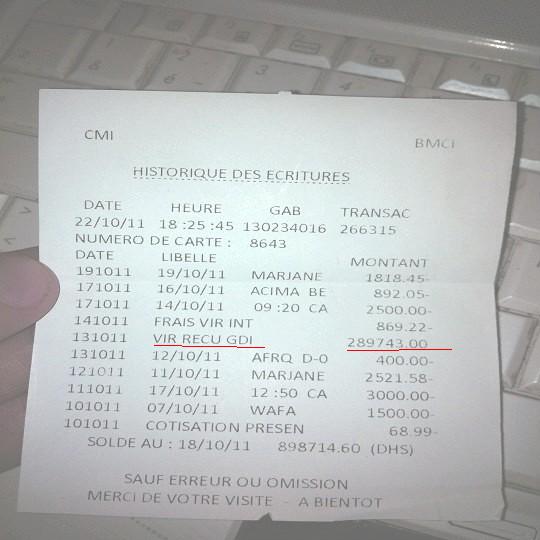 CMI BMCI
HISTORIQUE DES ECRITURES
DATE HEURE GAB TRANSAC
22/10/11 18:25:45 130234016 266315
NUMERO DE CARTE : 8643
DATE LIBELLE MONTANT
191011 19/10/11 MARJANE 1818.45-
171011 16/10/11 ACIMA BE 892.05-
171011 14/10/11 09:20 CA 2500.00-
141011 FRAIS VIR INT 869.22-
131011 VIR RECU GDI 289743.00
131011 12/10/11 AFRQ D-0 400.00-
121011 11/10/11 MARJANE 2521.58-
111011 17/10/11 12:50 CA 3000.00-
101011 07/10/11 WAFA 1500.00-
101011 COTISATION PRESEN 68.99-
SOLDE AU : 18/10/11 898714.60 (DHS)
SAUF ERREUR OU OMISSION
MERCI DE VOTRE VISITE - A BIENTOT